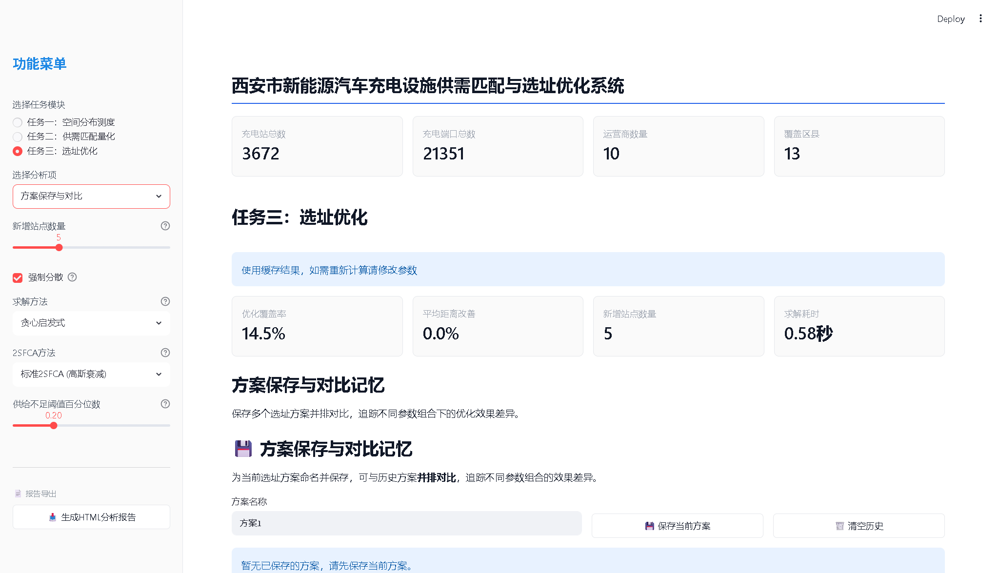 Deploy
功能菜单
选择任务模块
任务一：空间分布测度
任务二：供需匹配量化
任务三：选址优化
选择分析项
方案保存与对比
新增站点数量
5
强制分散
求解方法
贪心启发式
2SFCA方法
标准2SFCA (高斯衰减)
供给不足阈值百分位数
0.20
报告导出
生成HTML分析报告
西安市新能源汽车充电设施供需匹配与选址优化系统
充电站总数
3672
充电端口总数
21351
运营商数量
10
覆盖区县
13
任务三：选址优化
使用缓存结果，如需重新计算请修改参数
优化覆盖率
14.5%
平均距离改善
0.0%
新增站点数量
5
求解耗时
0.58秒
方案保存与对比记忆
保存多个选址方案并排对比，追踪不同参数组合下的优化效果差异。
方案保存与对比记忆
为当前选址方案命名并保存，可与历史方案并排对比，追踪不同参数组合的效果差异。
方案名称
方案1
保存当前方案
清空历史
暂无已保存的方案，请先保存当前方案。